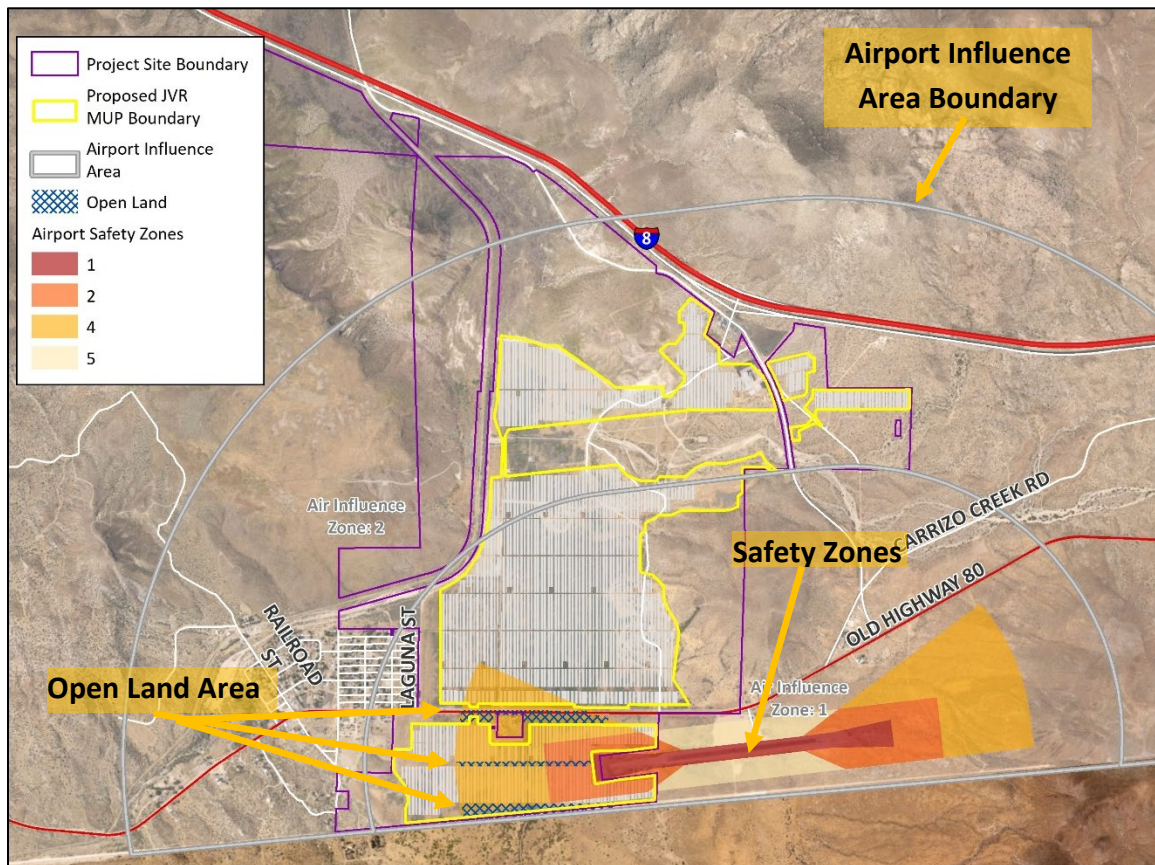 Project Site Boundary
Proposed JVR
MUP Boundary
Airport Influence
Area
Open Land
Airport Safety Zones
1
2
4
5
Airport Influence
Area Boundary
8
Air Influence
Zone: 2
CARRIZO CREEK RD
Safety Zones
OLD HIGHWAY 80
RAILROAD
ST
LAGUNA ST
Open Land Area
Air Influence
Zone: 1